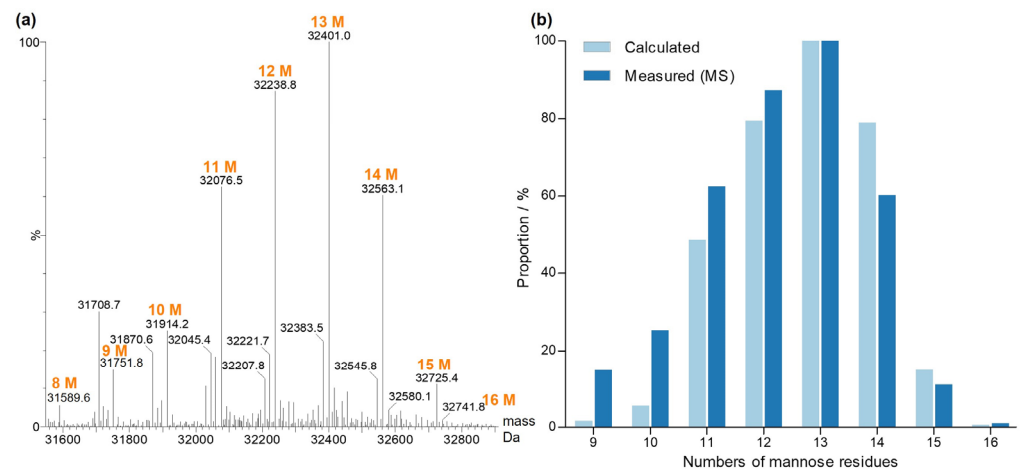 (a)
13 M
32401.0
100
12 M
32238.8
11 M
32076.5
14 M
32563.1
%
31708.7
10 M
31914.2
32383.5
31870.6
32045.4
32221.7
9 M
31751.8
32207.8
32545.8
15 M
32725.4
8 M
31589.6
32580.1
32741.8
16 M
0
mass
Da
31600 31800 32000 32200 32400 32600 32800
(b)
Calculated
Measured (MS)
Proportion / %
100
80
60
40
20
0
9 10 11 12 13 14 15 16
Numbers of mannose residues